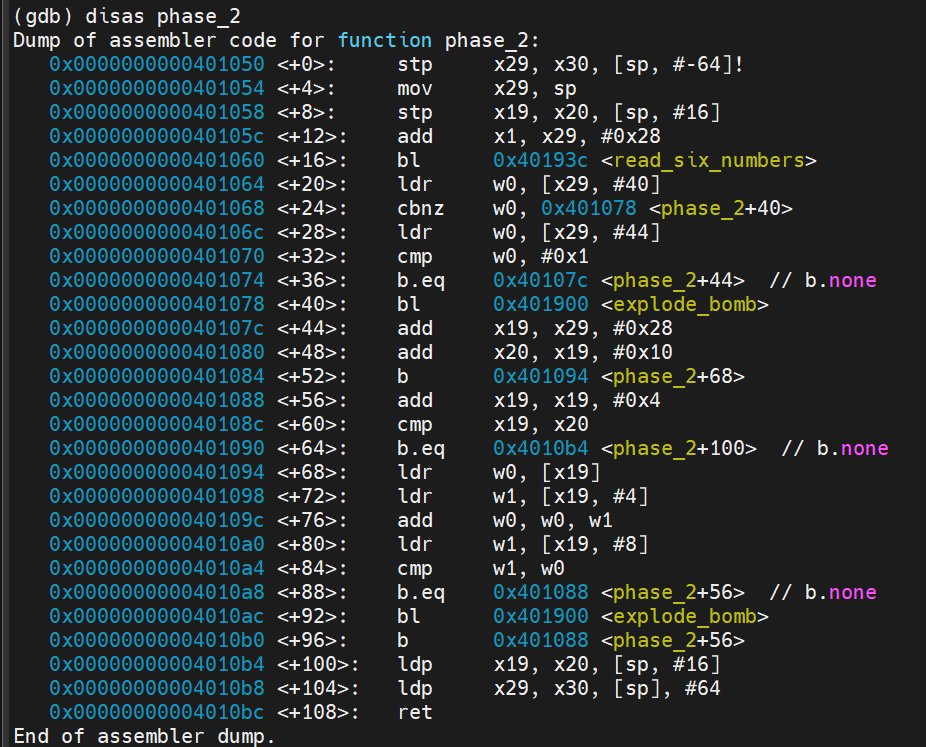 (gdb) disas phase_2
Dump of assembler code for function phase_2:
   0x0000000000401050 <+0>:     stp     x29, x30, [sp, #-64]!
   0x0000000000401054 <+4>:     mov     x29, sp
   0x0000000000401058 <+8>:     stp     x19, x20, [sp, #16]
   0x000000000040105c <+12>:    add     x1, x29, #0x28
   0x0000000000401060 <+16>:    bl      0x40193c <read_six_numbers>
   0x0000000000401064 <+20>:    ldr     w0, [x29, #40]
   0x0000000000401068 <+24>:    cbnz    w0, 0x401078 <phase_2+40>
   0x000000000040106c <+28>:    ldr     w0, [x29, #44]
   0x0000000000401070 <+32>:    cmp     w0, #0x1
   0x0000000000401074 <+36>:    b.eq    0x40107c <phase_2+44>  // b.none
   0x0000000000401078 <+40>:    bl      0x401900 <explode_bomb>
   0x000000000040107c <+44>:    add     x19, x29, #0x28
   0x0000000000401080 <+48>:    add     x20, x19, #0x10
   0x0000000000401084 <+52>:    b       0x401094 <phase_2+68>
   0x0000000000401088 <+56>:    add     x19, x19, #0x4
   0x000000000040108c <+60>:    cmp     x19, x20
   0x0000000000401090 <+64>:    b.eq    0x4010b4 <phase_2+100>  // b.none
   0x0000000000401094 <+68>:    ldr     w0, [x19]
   0x0000000000401098 <+72>:    ldr     w1, [x19, #4]
   0x000000000040109c <+76>:    add     w0, w0, w1
   0x00000000004010a0 <+80>:    ldr     w1, [x19, #8]
   0x00000000004010a4 <+84>:    cmp     w1, w0
   0x00000000004010a8 <+88>:    b.eq    0x401088 <phase_2+56>  // b.none
   0x00000000004010ac <+92>:    bl      0x401900 <explode_bomb>
   0x00000000004010b0 <+96>:    b       0x401088 <phase_2+56>
   0x00000000004010b4 <+100>:   ldp     x19, x20, [sp, #16]
   0x00000000004010b8 <+104>:   ldp     x29, x30, [sp], #64
   0x00000000004010bc <+108>:   ret
End of assembler dump.